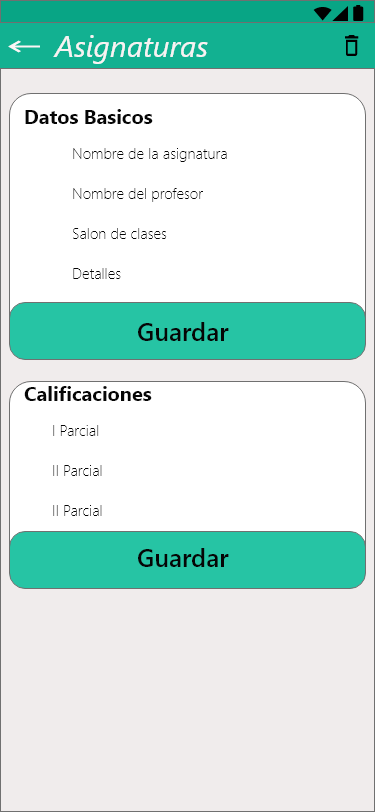 Asignaturas
Datos Basicos
Nombre de la asignatura
Nombre del profesor
Salon de clases
Detalles
Guardar
Calificaciones
I Parcial
II Parcial
II Parcial
Guardar